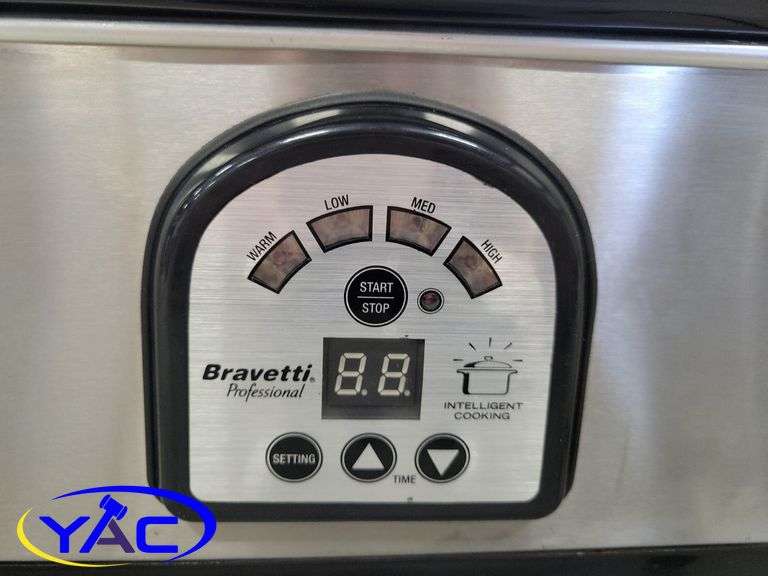 WARM
LOW
MED
HIGH
START
STOP
Bravetti®
Professional
8.8.
INTELLIGENT
COOKING
SETTING
TIME
YAC